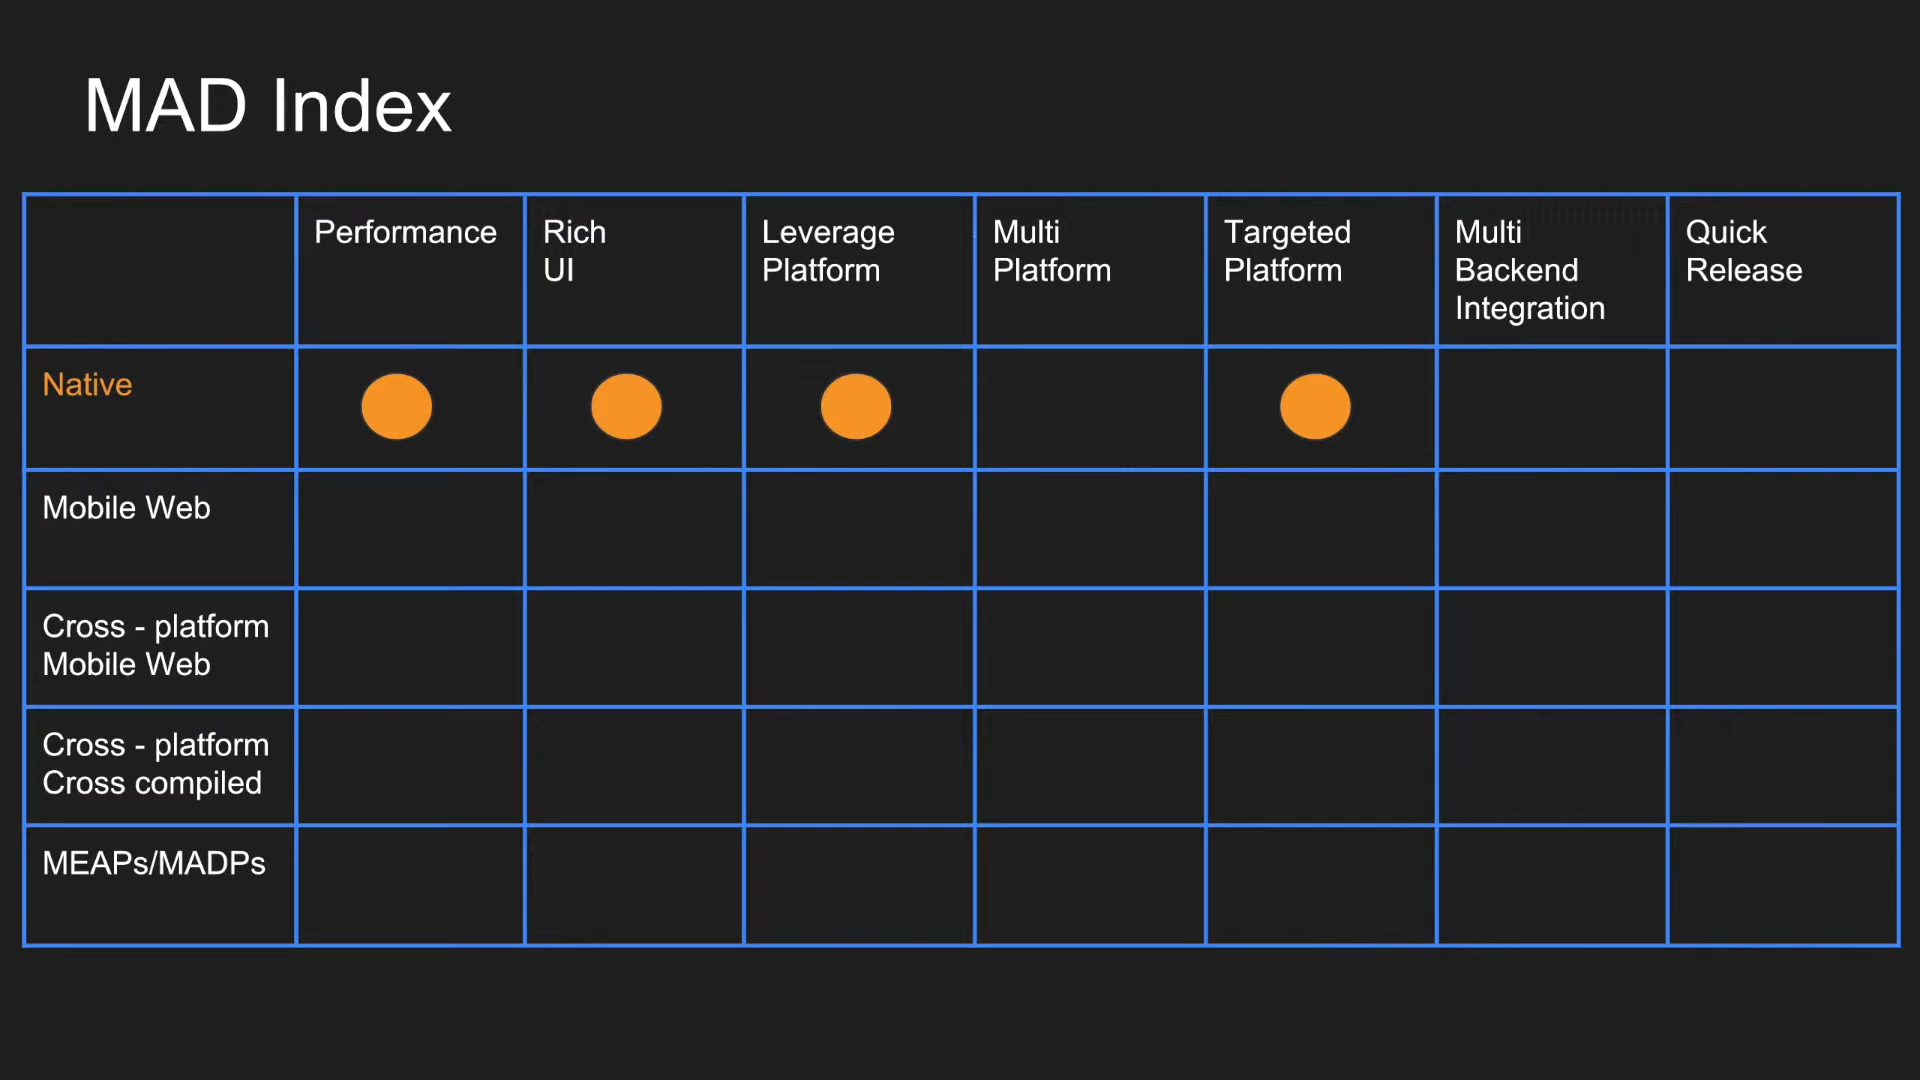 MAD Index
Performance
Rich
UI
Leverage
Platform
Multi
Platform
Targeted
Platform
Multi
Backend
Integration
Quick
Release
Native
Mobile Web
Cross - platform
Mobile Web
Cross - platform
Cross compiled
MEAPs/MADPs